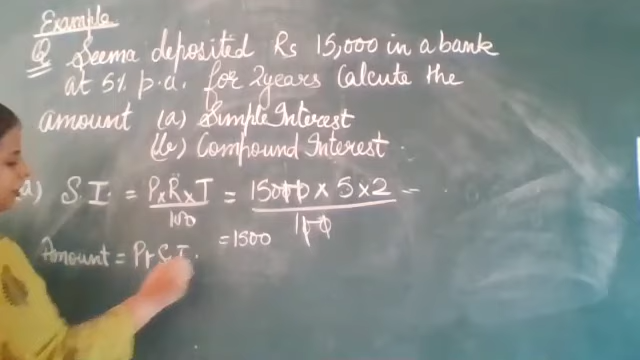 Example
Q Seema deposited Rs 15,000 in a bank
at 5% p.a. for 2years Calcute the
amount (a) Simple Interest
(b) Compound Interest.
a) S.I. = P x R x T / 100 = 15000 x 5 x 2 / 100
= 1500
Amount = P + S.I.